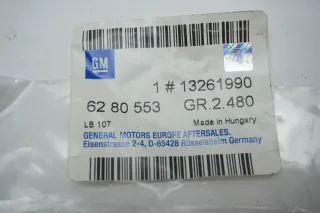 GM
1 # 13261990
62 80 553 GR.2.480
LB 107 Made in Hungary
GENERAL MOTORS EUROPE AFTERSALES.
Eisenstrasse 2-4, D-65428 Rüsselsheim Germany